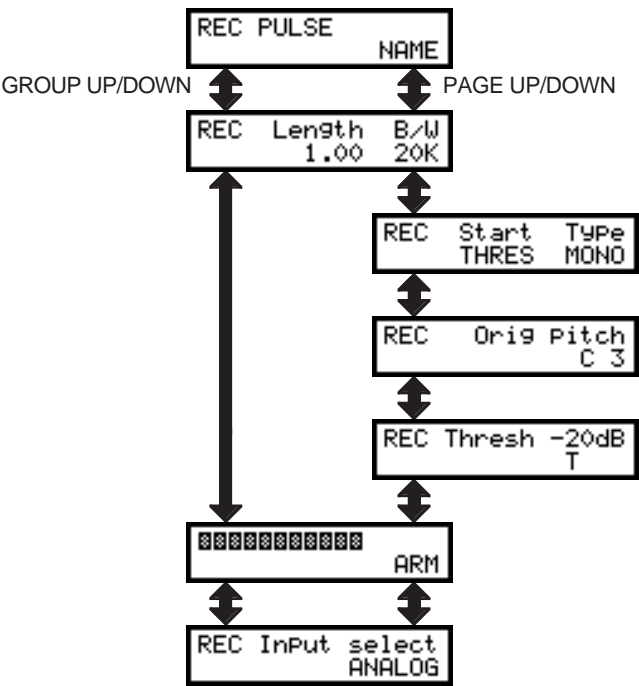 REC PULSE
NAME
GROUP UP/DOWN
PAGE UP/DOWN
REC Length B/W
1.00 20K
REC Start Type
THRES MONO
REC Orig Pitch
C 3
REC Thresh -20dB
T
ARM
REC Input select
ANALOG